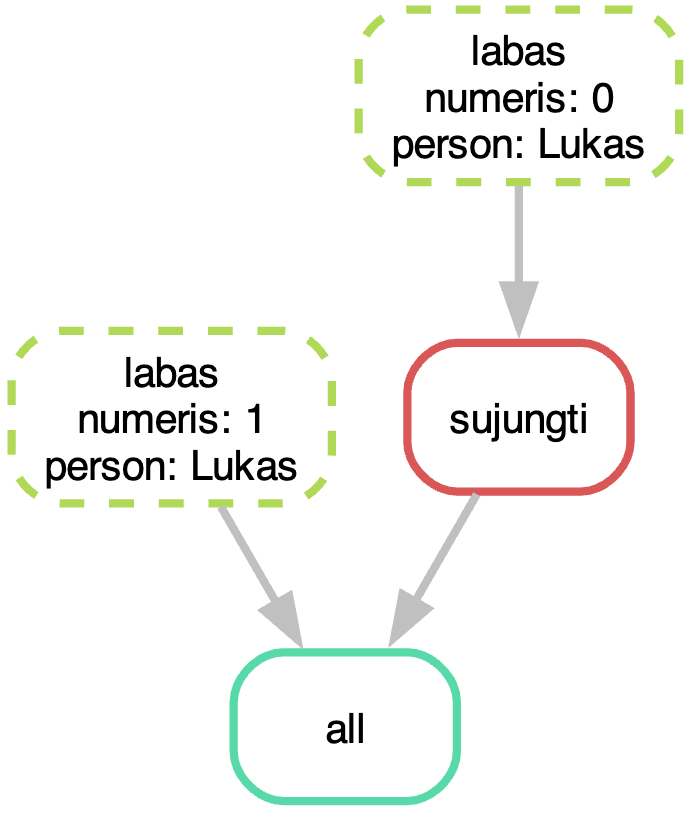 labas
numeris: 0
person: Lukas
labas
numeris: 1
person: Lukas
sujungti
all